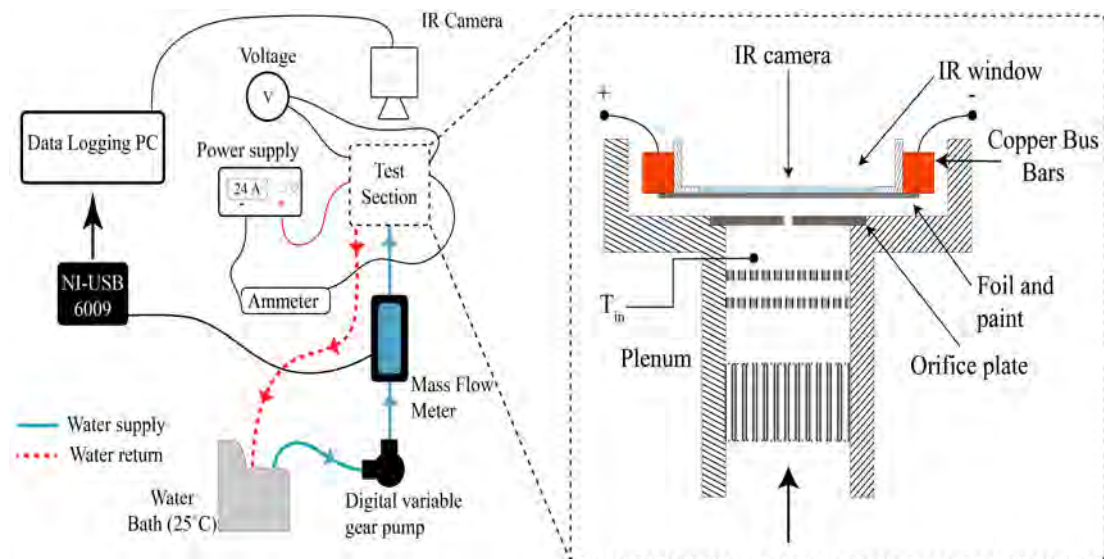 IR Camera
Voltage
V
Data Logging PC
Power supply
24 A
-
+
Test
Section
NI-USB
6009
Ammeter
Mass Flow
Meter
Water supply
Water return
Water
Bath (25°C)
Digital variable
gear pump
IR camera
IR window
+
-
Copper Bus
Bars
T_in
Foil and
paint
Plenum
Orifice plate